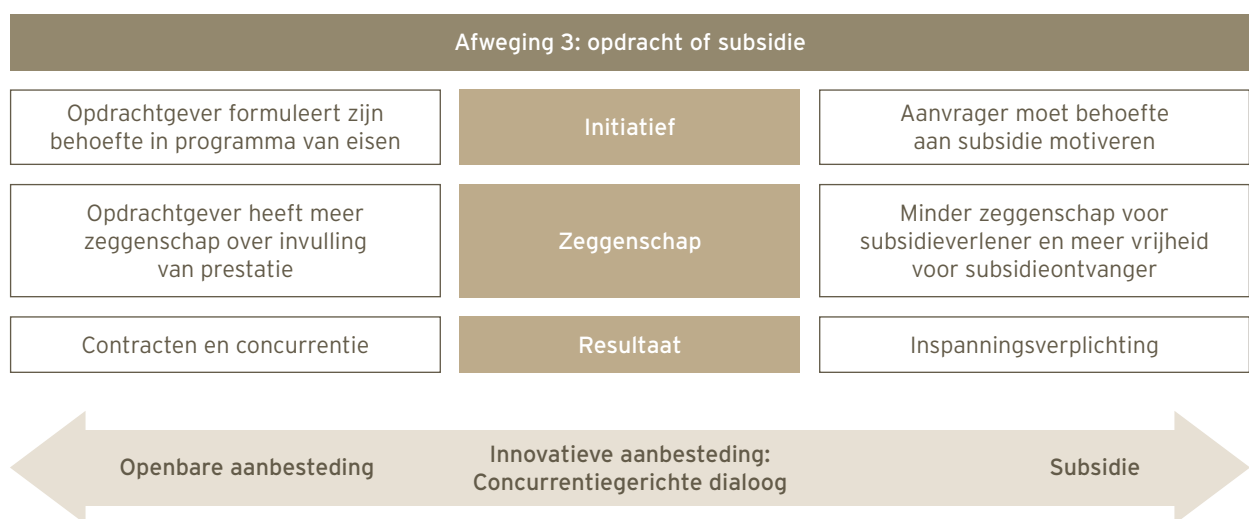 Afweging 3: opdracht of subsidie
Opdrachtgever formuleert zijn
behoefte in programma van eisen
Initiatief
Aanvrager moet behoefte
aan subsidie motiveren
Opdrachtgever heeft meer
zeggenschap over invulling
van prestatie
Zeggenschap
Minder zeggenschap voor
subsidieverlener en meer vrijheid
voor subsidieontvanger
Contracten en concurrentie
Resultaat
Inspanningsverplichting
Openbare aanbesteding
Innovatieve aanbesteding:
Concurrentiegerichte dialoog
Subsidie